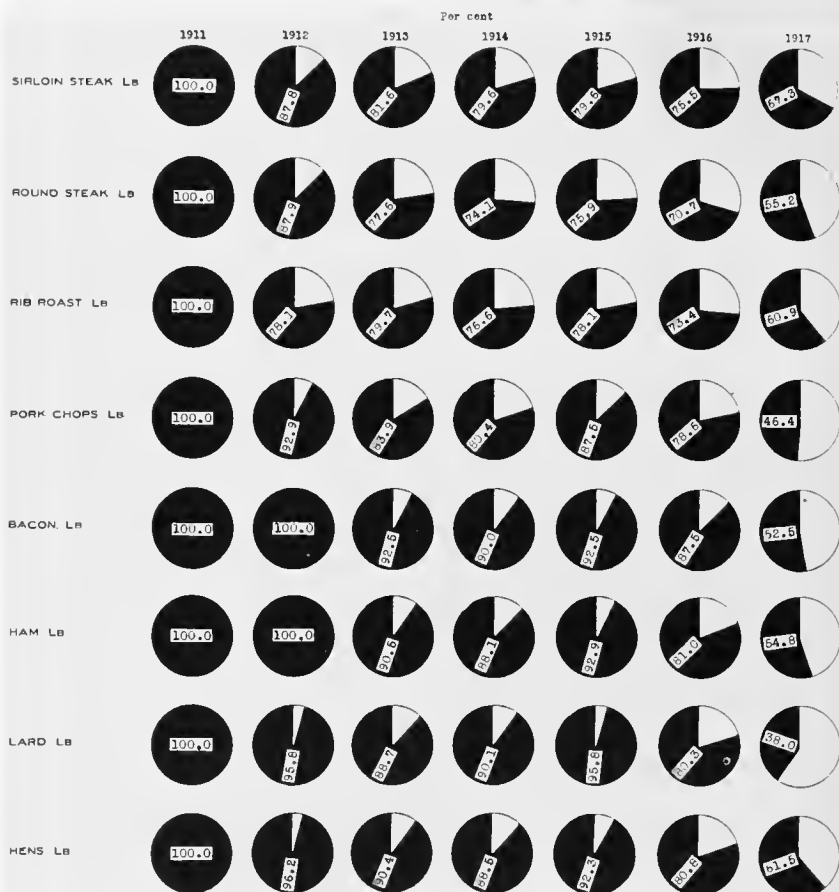 Per cent
1911 1912 1913 1914 1915 1916 1917
SIRLOIN STEAK LB 100.0 87.8 81.6 79.6 79.6 75.5 67.3
ROUND STEAK LB 100.0 87.9 77.6 74.1 75.9 70.7 55.2
RIB ROAST LB 100.0 78.1 79.7 76.6 78.1 73.4 60.9
PORK CHOPS LB 100.0 92.9 83.9 80.4 87.5 78.6 46.4
BACON. LB 100.0 100.0 92.5 90.0 92.5 87.5 52.5
HAM LB 100.0 100.0 90.5 88.1 92.9 81.0 54.8
LARD LB 100.0 95.8 88.7 90.1 95.8 80.3 38.0
HENS LB 100.0 96.2 90.4 88.5 92.3 80.8 61.5